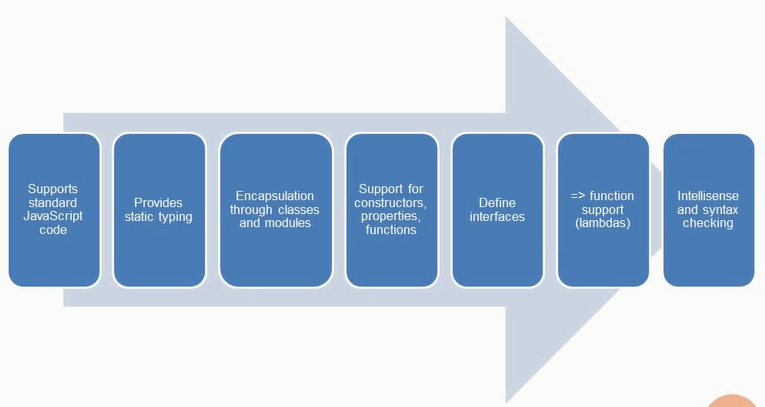 Supports
standard
JavaScript
code
Provides
static typing
Encapsulation
through classes
and modules
Support for
constructors,
properties,
functions
Define
interfaces
=> function
support
(lambdas)
Intellisense
and syntax
checking